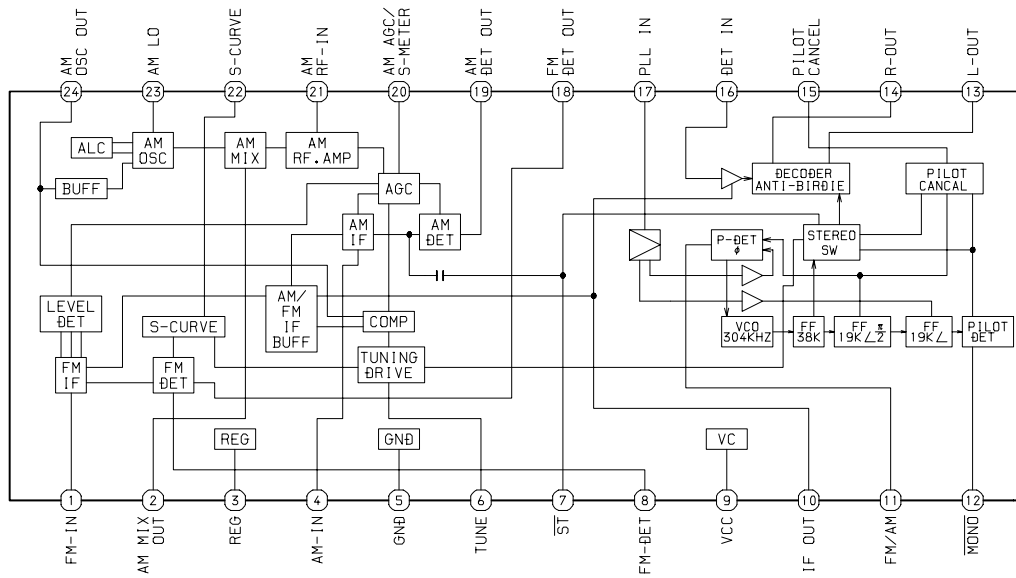 AM
OSC OUT
AM LO
S-CURVE
AM
RF-IN
AM AGC/
S-METER
AM
DET OUT
FM
DET OUT
PLL IN
DET IN
PILOT
CANCEL
R-OUT
L-OUT
24
23
22
21
20
19
18
17
16
15
14
13
ALC
AM
OSC
AM
MIX
AM
RF.AMP
BUFF
AGC
AM
IF
AM
DET
DECODER
ANTI-BIRDIE
PILOT
CANCAL
P-DET
φ
STEREO
SW
LEVEL
DET
S-CURVE
AM/
FM
IF
BUFF
COMP
VCO
304KHZ
FF
38K
FF
19K∠π/2
FF
19K∠
PILOT
DET
FM
IF
FM
DET
TUNING
DRIVE
REG
GND
VC
1
2
3
4
5
6
7
8
9
10
11
12
FM-IN
AM MIX
OUT
REG
AM-IN
GND
TUNE
ST
FM-DET
VCC
IF OUT
FM/AM
MONO